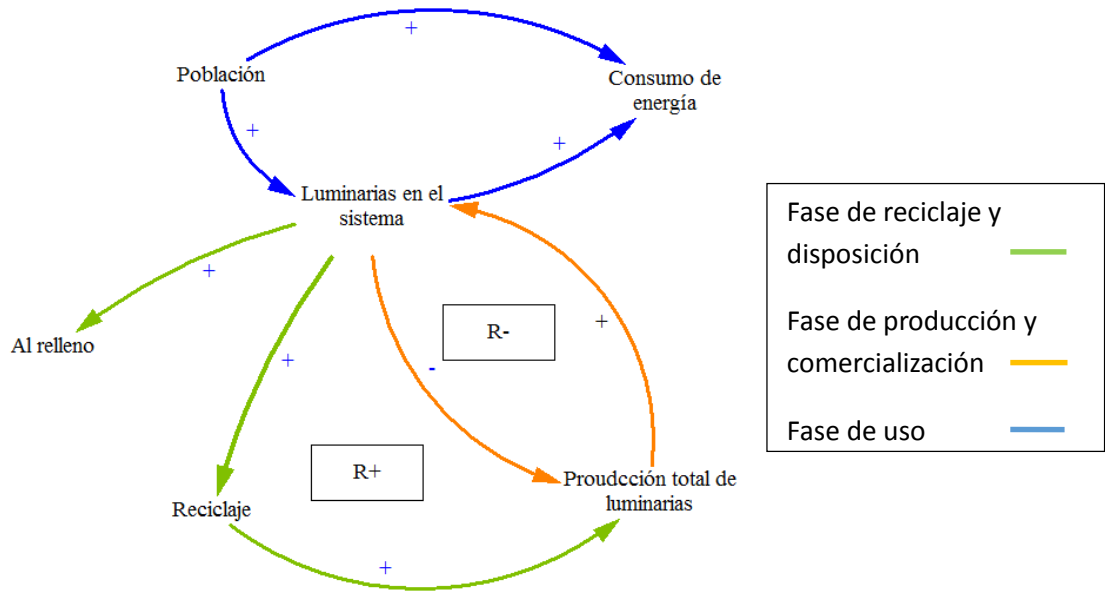 +
Población
Consumo de
energía
+
+
Luminarias en el
sistema
+
Al relleno
R-
+
+
-
R+
Reciclaje
Proudcción total de
luminarias
+
Fase de reciclaje y
disposición
Fase de producción y
comercialización
Fase de uso